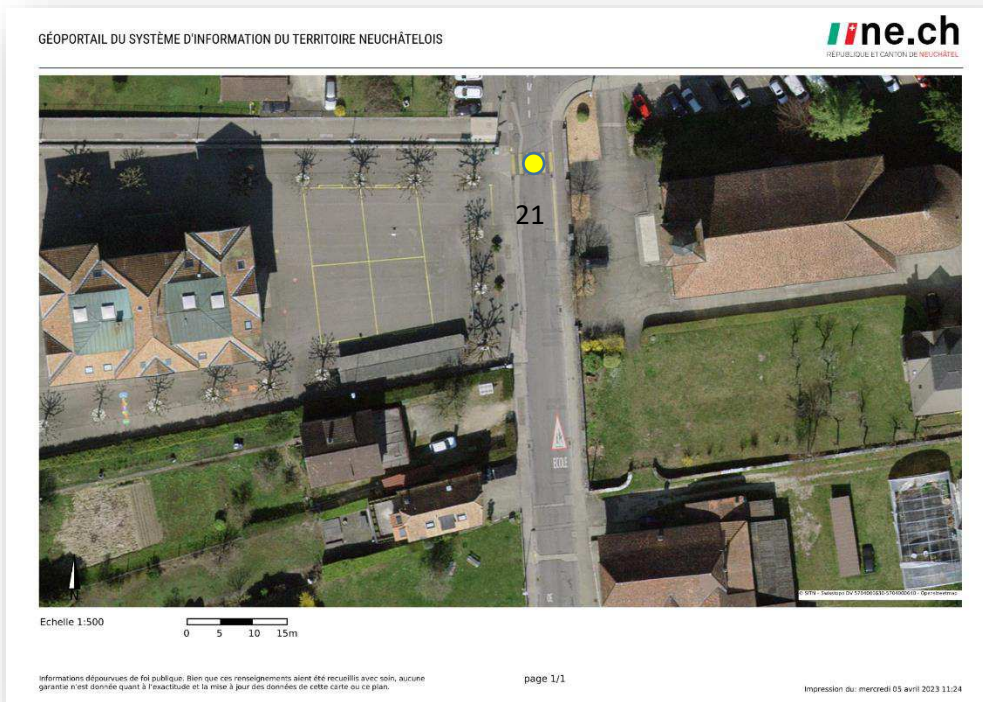 GÉOPORTAIL DU SYSTÈME D'INFORMATION DU TERRITOIRE NEUCHÂTELOIS
ne.ch
RÉPUBLIQUE ET CANTON DE NEUCHÂTEL
21
ECOLE
Echelle 1:500
0 5 10 15m
Informations dépourvues de foi publique. Bien que ces renseignements aient été recueillis avec soin, aucune
garantie n'est donnée quant à l'exactitude et la mise à jour des données de cette carte ou ce plan.
page 1/1
Impression du: mercredi 05 avril 2023 11:24